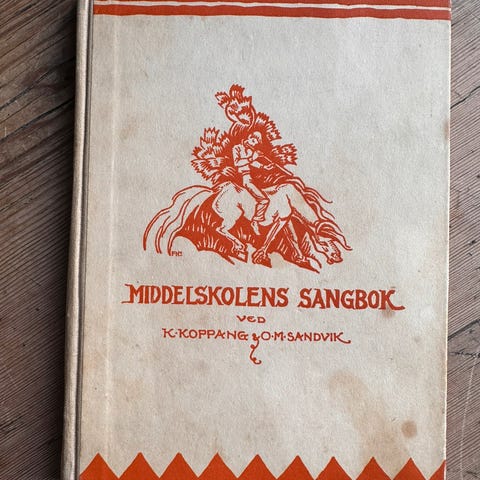 MIDDELSKOLENS SANGBOK
VED
K·KOPPANG & O·M·SANDVIK